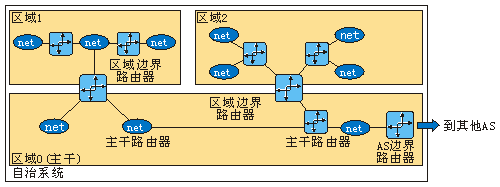 区域1
net
net
net
区域边界
路由器
区域2
net
net
net
net
区域边界
路由器
net
net
主干路由器
主干路由器
net
AS边界
路由器
到其他AS
区域0(主干)
自治系统